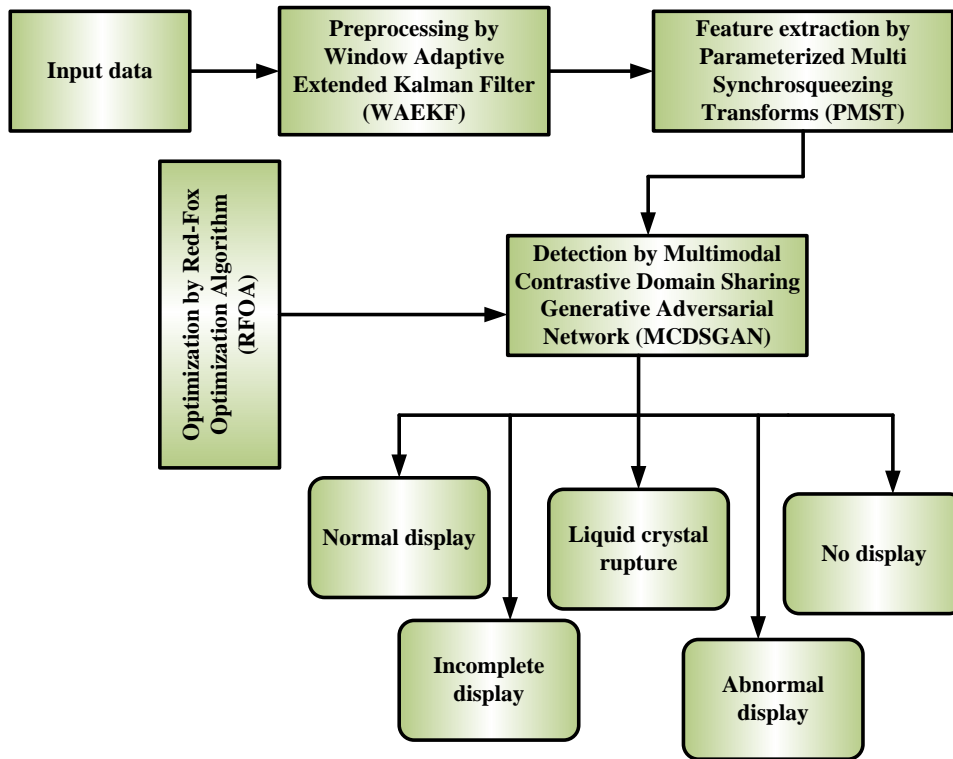 Input data
Preprocessing by
Window Adaptive
Extended Kalman Filter
(WAEKF)
Feature extraction by
Parameterized Multi
Synchrosqueezing
Transforms (PMST)
Optimization by Red-Fox
Optimization Algorithm
(RFOA)
Detection by Multimodal
Contrastive Domain Sharing
Generative Adversarial
Network (MCDSGAN)
Normal display
Liquid crystal
rupture
No display
Incomplete
display
Abnormal
display